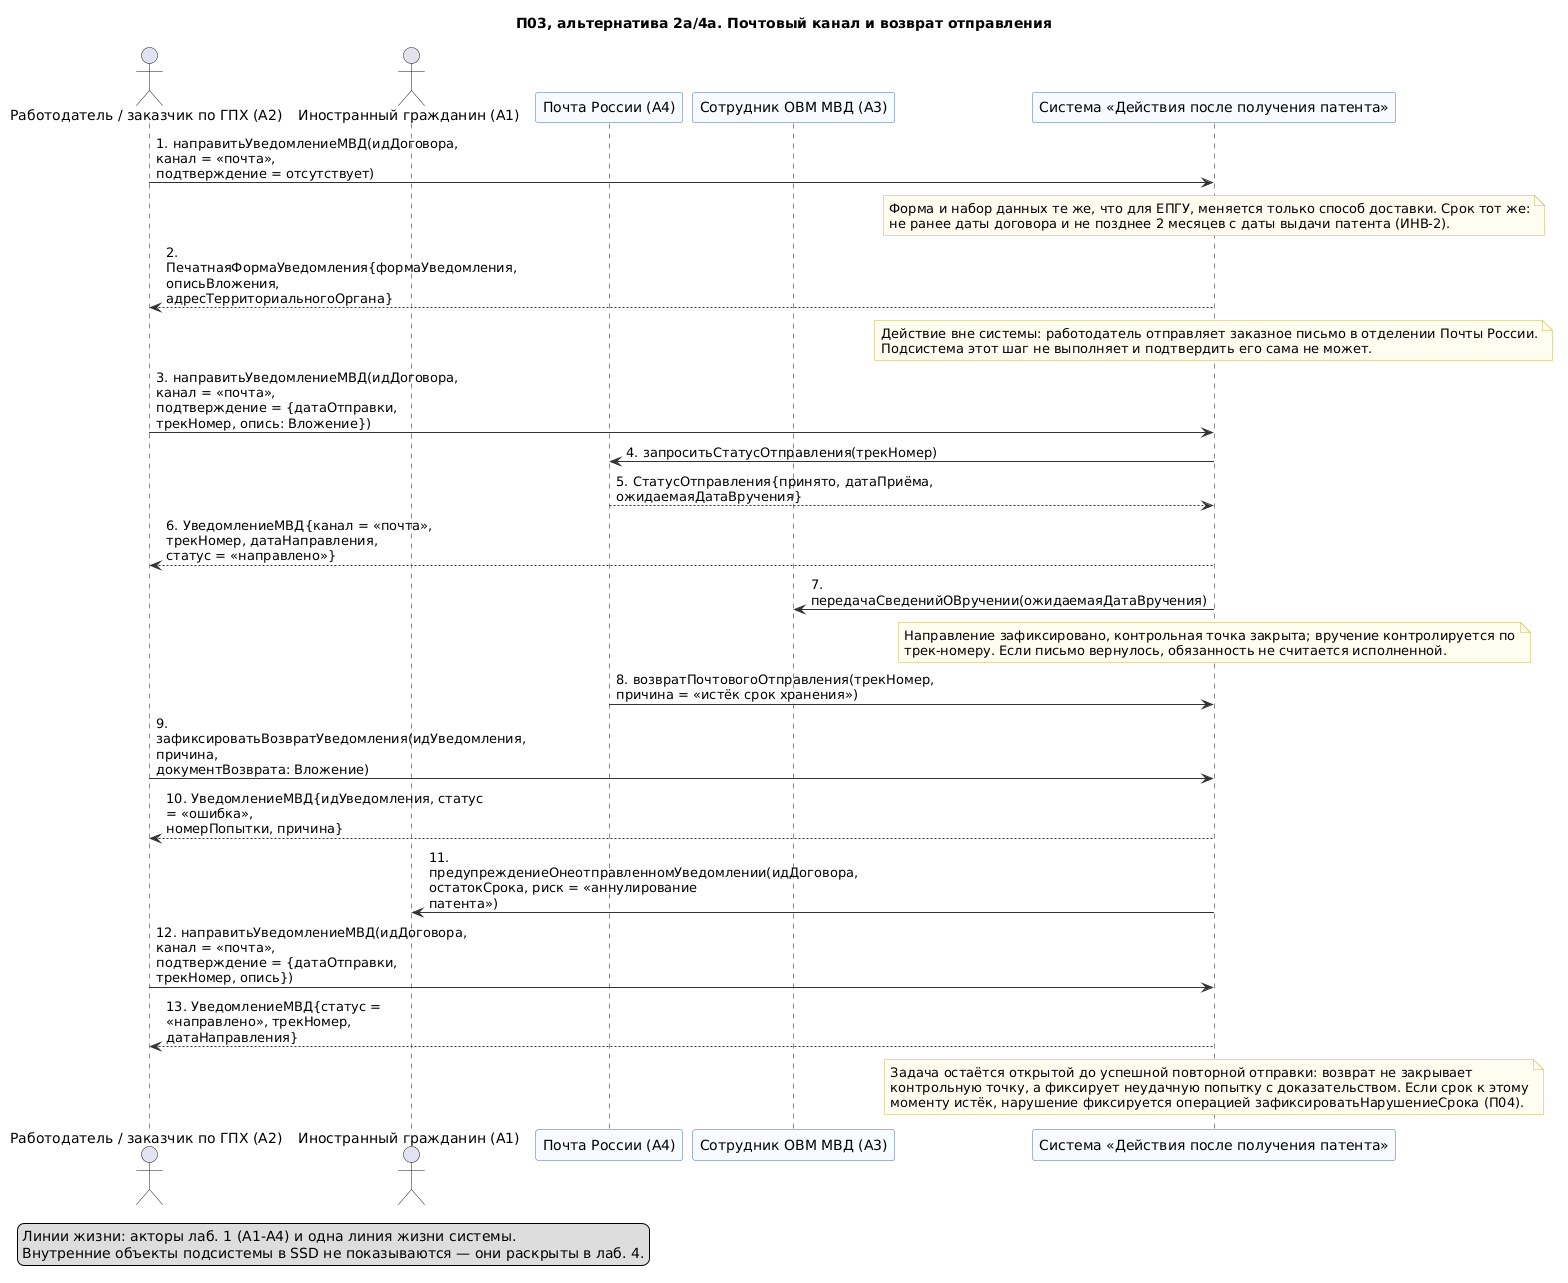 П03, альтернатива 2а/4а. Почтовый канал и возврат отправления
Работодатель / заказчик по ГПХ (А2)
Иностранный гражданин (А1)
Почта России (А4)
Сотрудник ОВМ МВД (А3)
Система «Действия после получения патента»
1. направитьУведомлениеМВД(идДоговора,
канал = «почта»,
подтверждение = отсутствует)
Форма и набор данных те же, что для ЕПГУ, меняется только способ доставки. Срок тот же:
не ранее даты договора и не позднее 2 месяцев с даты выдачи патента (ИНВ-2).
2.
ПечатнаяФормаУведомления{формаУведомления,
описьВложения,
адресТерриториальногоОргана}
Действие вне системы: работодатель отправляет заказное письмо в отделении Почты России.
Подсистема этот шаг не выполняет и подтвердить его сама не может.
3. направитьУведомлениеМВД(идДоговора,
канал = «почта»,
подтверждение = {датаОтправки,
трекНомер, опись: Вложение})
4. запроситьСтатусОтправления(трекНомер)
5. СтатусОтправления{принято, датаПриёма,
ожидаемаяДатаВручения}
6. УведомлениеМВД{канал = «почта»,
трекНомер, датаНаправления,
статус = «направлено»}
7.
передачаСведенийОВручении(ожидаемаяДатаВручения)
Направление зафиксировано, контрольная точка закрыта; вручение контролируется по
трек-номеру. Если письмо вернулось, обязанность не считается исполненной.
8. возвратПочтовогоОтправления(трекНомер,
причина = «истёк срок хранения»)
9.
зафиксироватьВозвратУведомления(идУведомления,
причина,
документВозврата: Вложение)
10. УведомлениеМВД{идУведомления, статус
= «ошибка»,
номерПопытки, причина}
11.
предупреждениеОнеотправленномУведомлении(идДоговора,
остатокСрока, риск = «аннулирование
патента»)
12. направитьУведомлениеМВД(идДоговора,
канал = «почта»,
подтверждение = {датаОтправки,
трекНомер, опись})
13. УведомлениеМВД{статус =
«направлено», трекНомер,
датаНаправления}
Задача остаётся открытой до успешной повторной отправки: возврат не закрывает
контрольную точку, а фиксирует неудачную попытку с доказательством. Если срок к этому
моменту истёк, нарушение фиксируется операцией зафиксироватьНарушениеСрока (П04).
Работодатель / заказчик по ГПХ (А2)
Иностранный гражданин (А1)
Почта России (А4)
Сотрудник ОВМ МВД (А3)
Система «Действия после получения патента»
Линии жизни: акторы лаб. 1 (А1-А4) и одна линия жизни системы.
Внутренние объекты подсистемы в SSD не показываются — они раскрыты в лаб. 4.